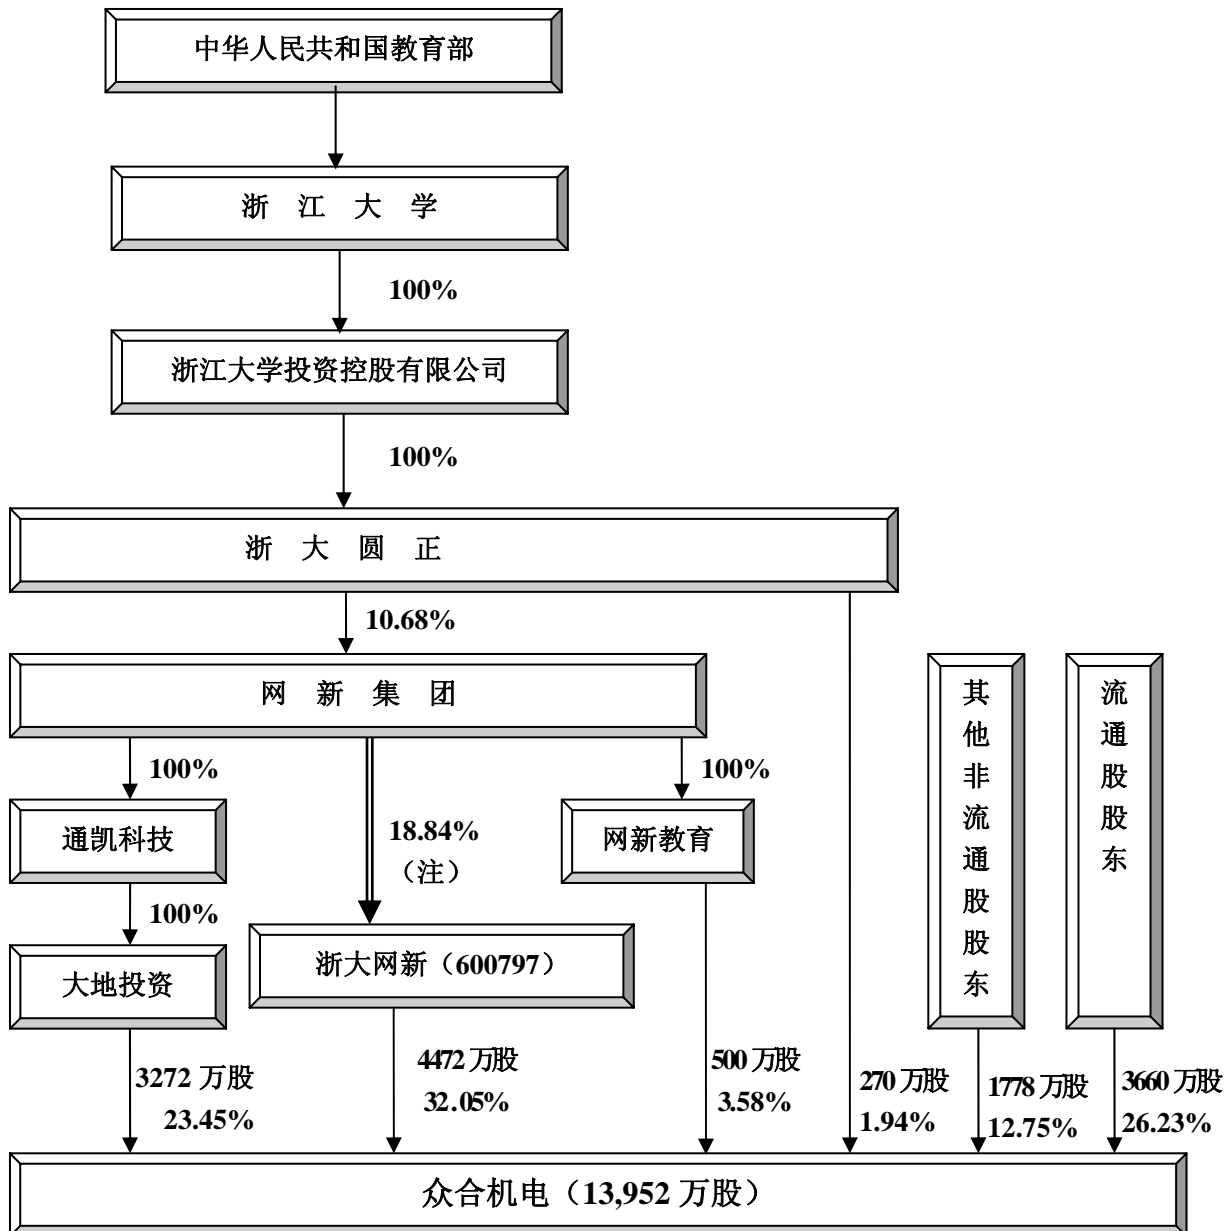 中华人民共和国教育部
浙 江 大 学
100%
浙江大学投资控股有限公司
100%
浙 大 圆 正
10.68%
网 新 集 团
其他非流通股股东
流通股股东
100%
18.84%
（注）
100%
通凯科技
网新教育
100%
大地投资
浙大网新（600797）
3272 万股
23.45%
4472 万股
32.05%
500 万股
3.58%
270 万股
1.94%
1778 万股
12.75%
3660 万股
26.23%
众合机电（13,952 万股）